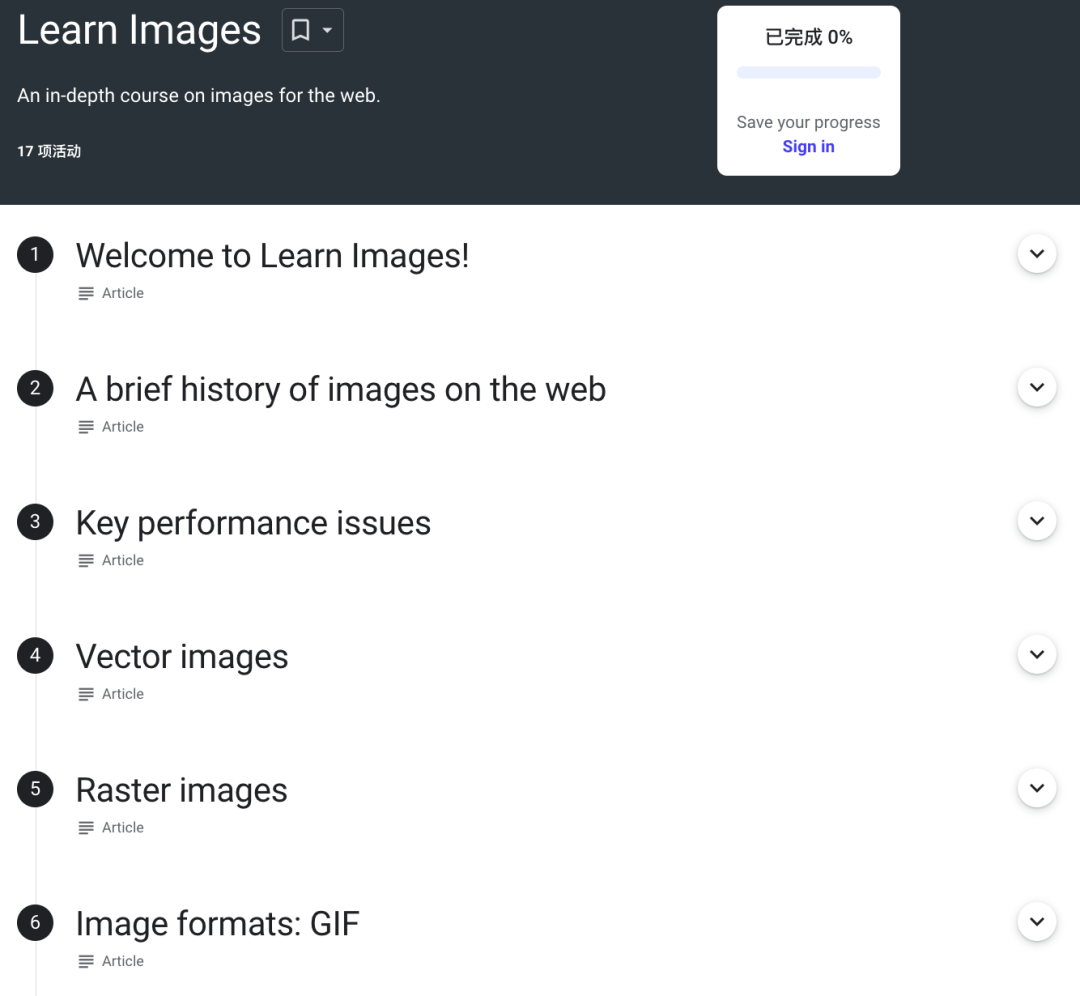 Learn Images
An in-depth course on images for the web.
17 项活动
已完成 0%
Save your progress
Sign in
1
Welcome to Learn Images!
Article
2
A brief history of images on the web
Article
3
Key performance issues
Article
4
Vector images
Article
5
Raster images
Article
6
Image formats: GIF
Article